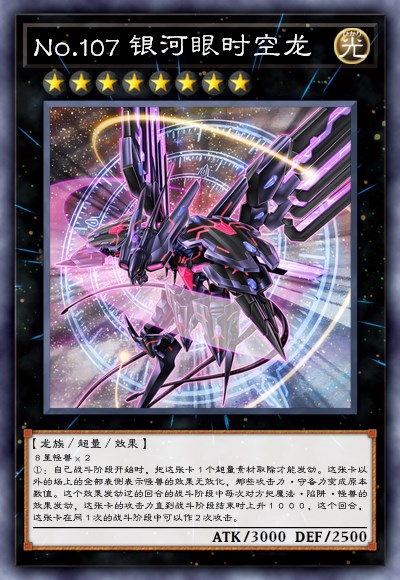 No.107 银河眼时空龙
光
ひかり
【龙族／超量／效果】
８星怪兽×２
①：自己战斗阶段开始时，把这张卡１个超量素材取除才能发动。这张卡以
外的场上的全部表侧表示怪兽的效果无效化，那些攻击力·守备力变成原本
数值。这个效果发动过的回合的战斗阶段中每次对方把魔法·陷阱·怪兽的
效果发动，这张卡的攻击力直到战斗阶段结束时上升１０００，这个回合，
这张卡在同１次的战斗阶段中可以作２次攻击。
ATK/3000 DEF/2500